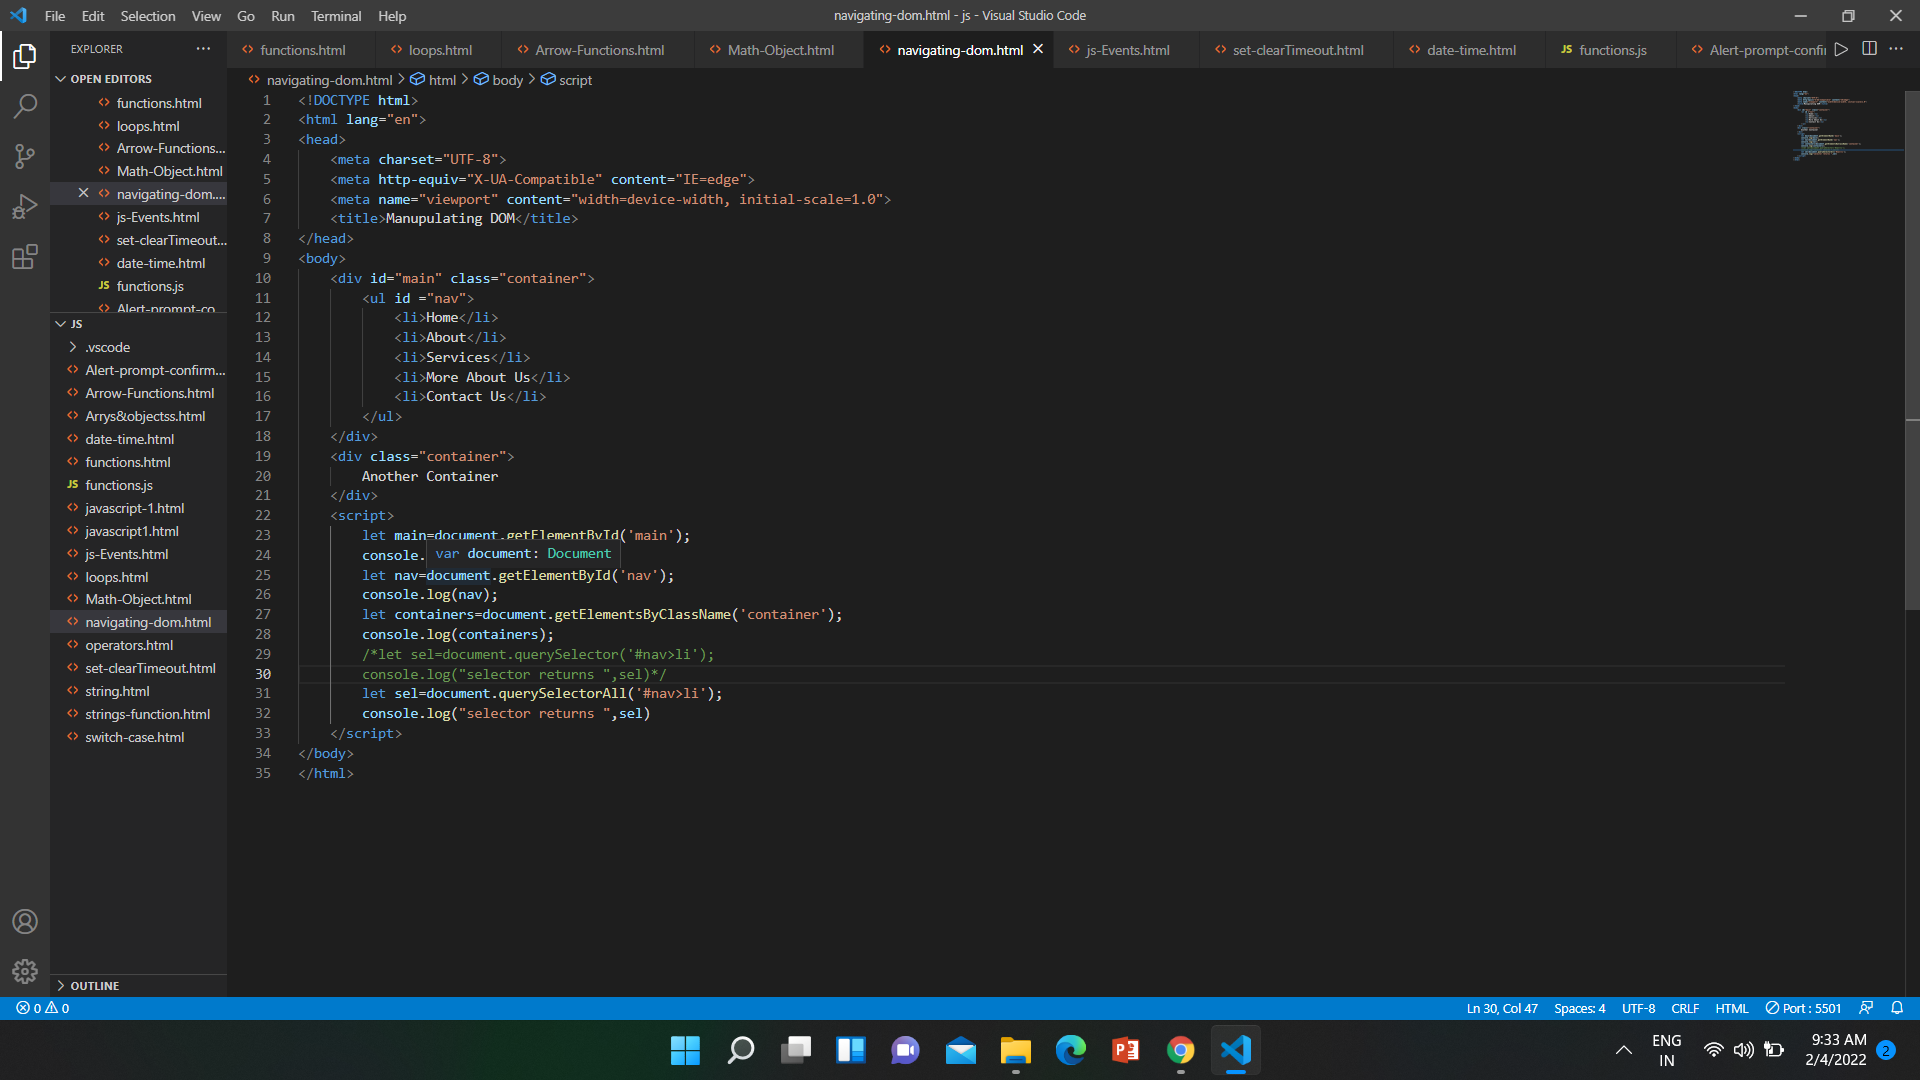 File Edit Selection View Go Run Terminal Help
navigating-dom.html - js - Visual Studio Code
EXPLORER
functions.html loops.html Arrow-Functions.html Math-Object.html navigating-dom.html js-Events.html set-clearTimeout.html date-time.html functions.js Alert-prompt-confir
OPEN EDITORS
functions.html
loops.html
Arrow-Functions...
Math-Object.html
navigating-dom....
js-Events.html
set-clearTimeout...
date-time.html
JS functions.js
Alert-prompt-co
JS
.vscode
Alert-prompt-confirm...
Arrow-Functions.html
Arrys&objectss.html
date-time.html
functions.html
JS functions.js
javascript-1.html
javascript1.html
js-Events.html
loops.html
Math-Object.html
navigating-dom.html
operators.html
set-clearTimeout.html
string.html
strings-function.html
switch-case.html
OUTLINE
navigating-dom.html > html > body > script
1 <!DOCTYPE html>
2 <html lang="en">
3 <head>
4 <meta charset="UTF-8">
5 <meta http-equiv="X-UA-Compatible" content="IE=edge">
6 <meta name="viewport" content="width=device-width, initial-scale=1.0">
7 <title>Manupulating DOM</title>
8 </head>
9 <body>
10 <div id="main" class="container">
11 <ul id ="nav">
12 <li>Home</li>
13 <li>About</li>
14 <li>Services</li>
15 <li>More About Us</li>
16 <li>Contact Us</li>
17 </ul>
18 </div>
19 <div class="container">
20 Another Container
21 </div>
22 <script>
23 let main=document.getElementById('main');
24 console. var document: Document
25 let nav=document.getElementById('nav');
26 console.log(nav);
27 let containers=document.getElementsByClassName('container');
28 console.log(containers);
29 /*let sel=document.querySelector('#nav>li');
30 console.log("selector returns ",sel)*/
31 let sel=document.querySelectorAll('#nav>li');
32 console.log("selector returns ",sel)
33 </script>
34 </body>
35 </html>
0 0 Ln 30, Col 47 Spaces: 4 UTF-8 CRLF HTML Port : 5501
ENG
IN
9:33 AM
2/4/2022
2